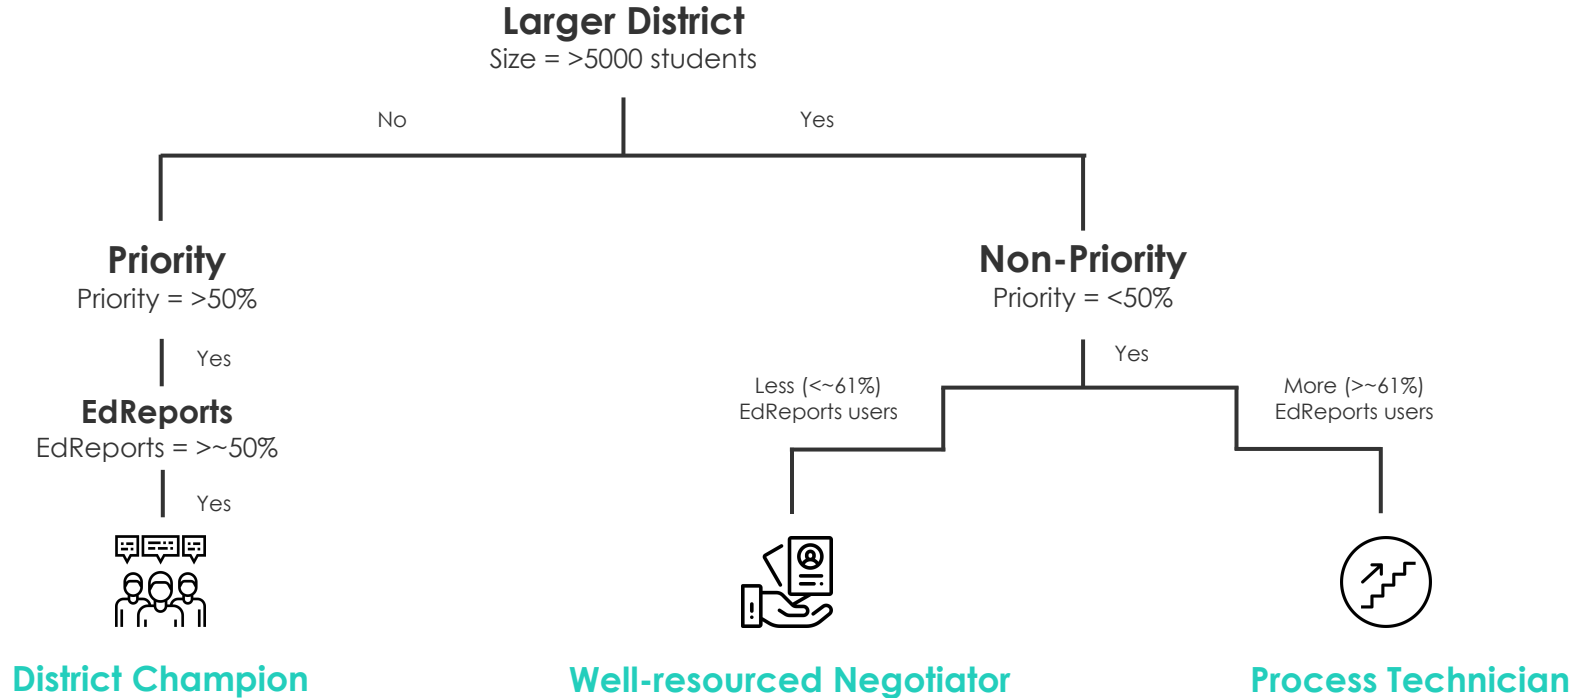 Larger District
Size = >5000 students
No
Yes
Priority
Priority = >50%
Non-Priority
Priority = <50%
Yes
Yes
Less (<~61%)
EdReports users
More (>~61%)
EdReports users
EdReports
EdReports = >~50%
Yes
District Champion
Well-resourced Negotiator
Process Technician